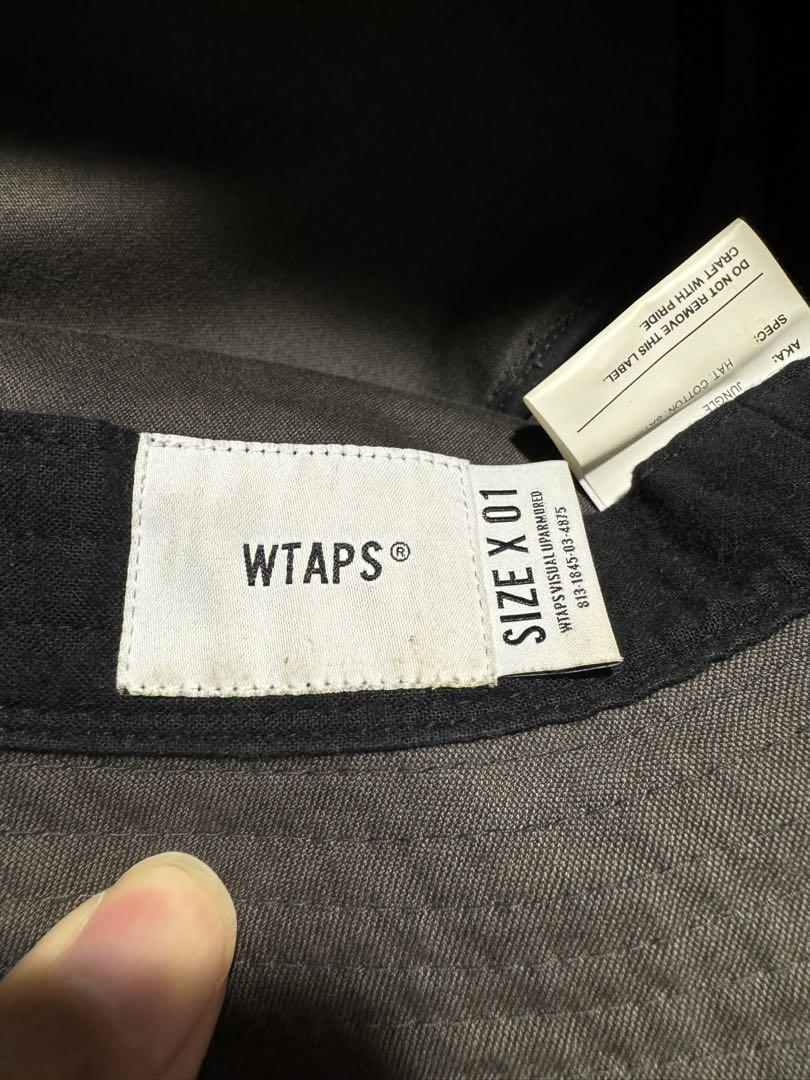 WTAPS®
SIZE X 01
WTAPS VISUAL UPARMORED
813-1845-03-4875
AKA: JUNGLE
SPEC: HAT. COTTON.
DO NOT REMOVE THIS LABEL.
CRAFT WITH PRIDE.